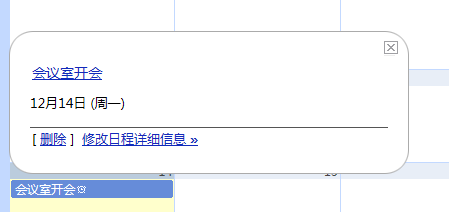 会议室开会
12月14日 (周一)
[ 删除 ] 修改日程详细信息 »
会议室开会